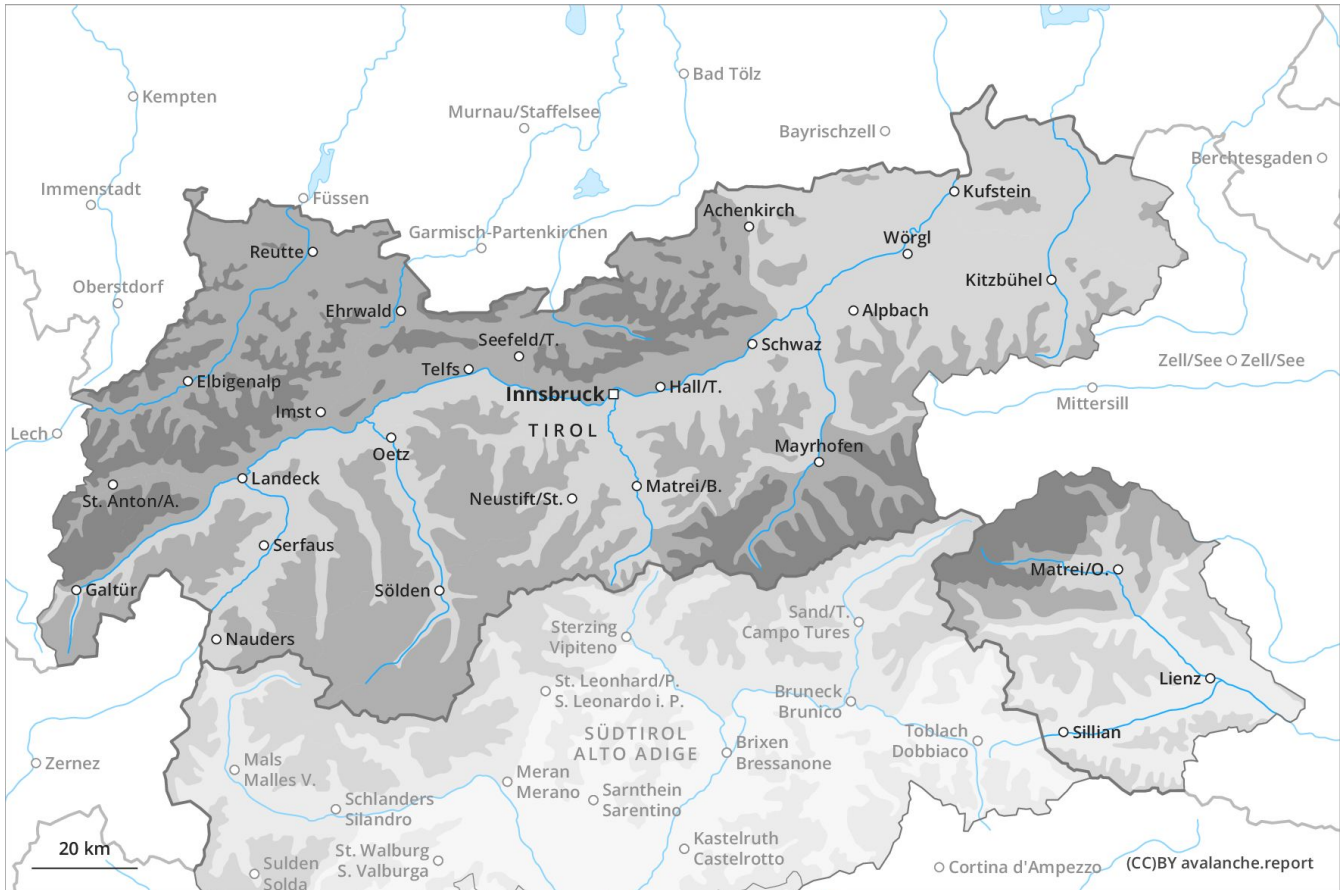 Bad Tölz
Kempten
Murnau/Staffelsee
Bayrischzell
Berchtesgaden
Immenstadt
Füssen
Kufstein
Achenkirch
Garmisch-Partenkirchen
Wörgl
Reutte
Oberstdorf
Kitzbühel
Ehrwald
Alpbach
Seefeld/T.
Schwaz
Zell/See
Zell/See
Telfs
Elbigenalp
Hall/T.
Innsbruck
Mittersill
Imst
TIROL
Lech
Oetz
Mayrhofen
Landeck
St. Anton/A.
Neustift/St.
Matrei/B.
Serfaus
Matrei/O.
Galtür
Sölden
Sand/T.
Campo Tures
Nauders
Sterzing
Vipiteno
Lienz
St. Leonhard/P.
S. Leonardo i. P.
Bruneck
Brunico
Sillian
SÜDTIROL
ALTO ADIGE
Toblach
Dobbiaco
Brixen
Bressanone
Zernez
Mals
Malles V.
Meran
Merano
Sarnthein
Sarentino
Schlanders
Silandro
Kastelruth
Castelrotto
20 km
St. Walburg
S. Valburga
Sulden
Solda
Cortina d'Ampezzo
(CC)BY avalanche.report